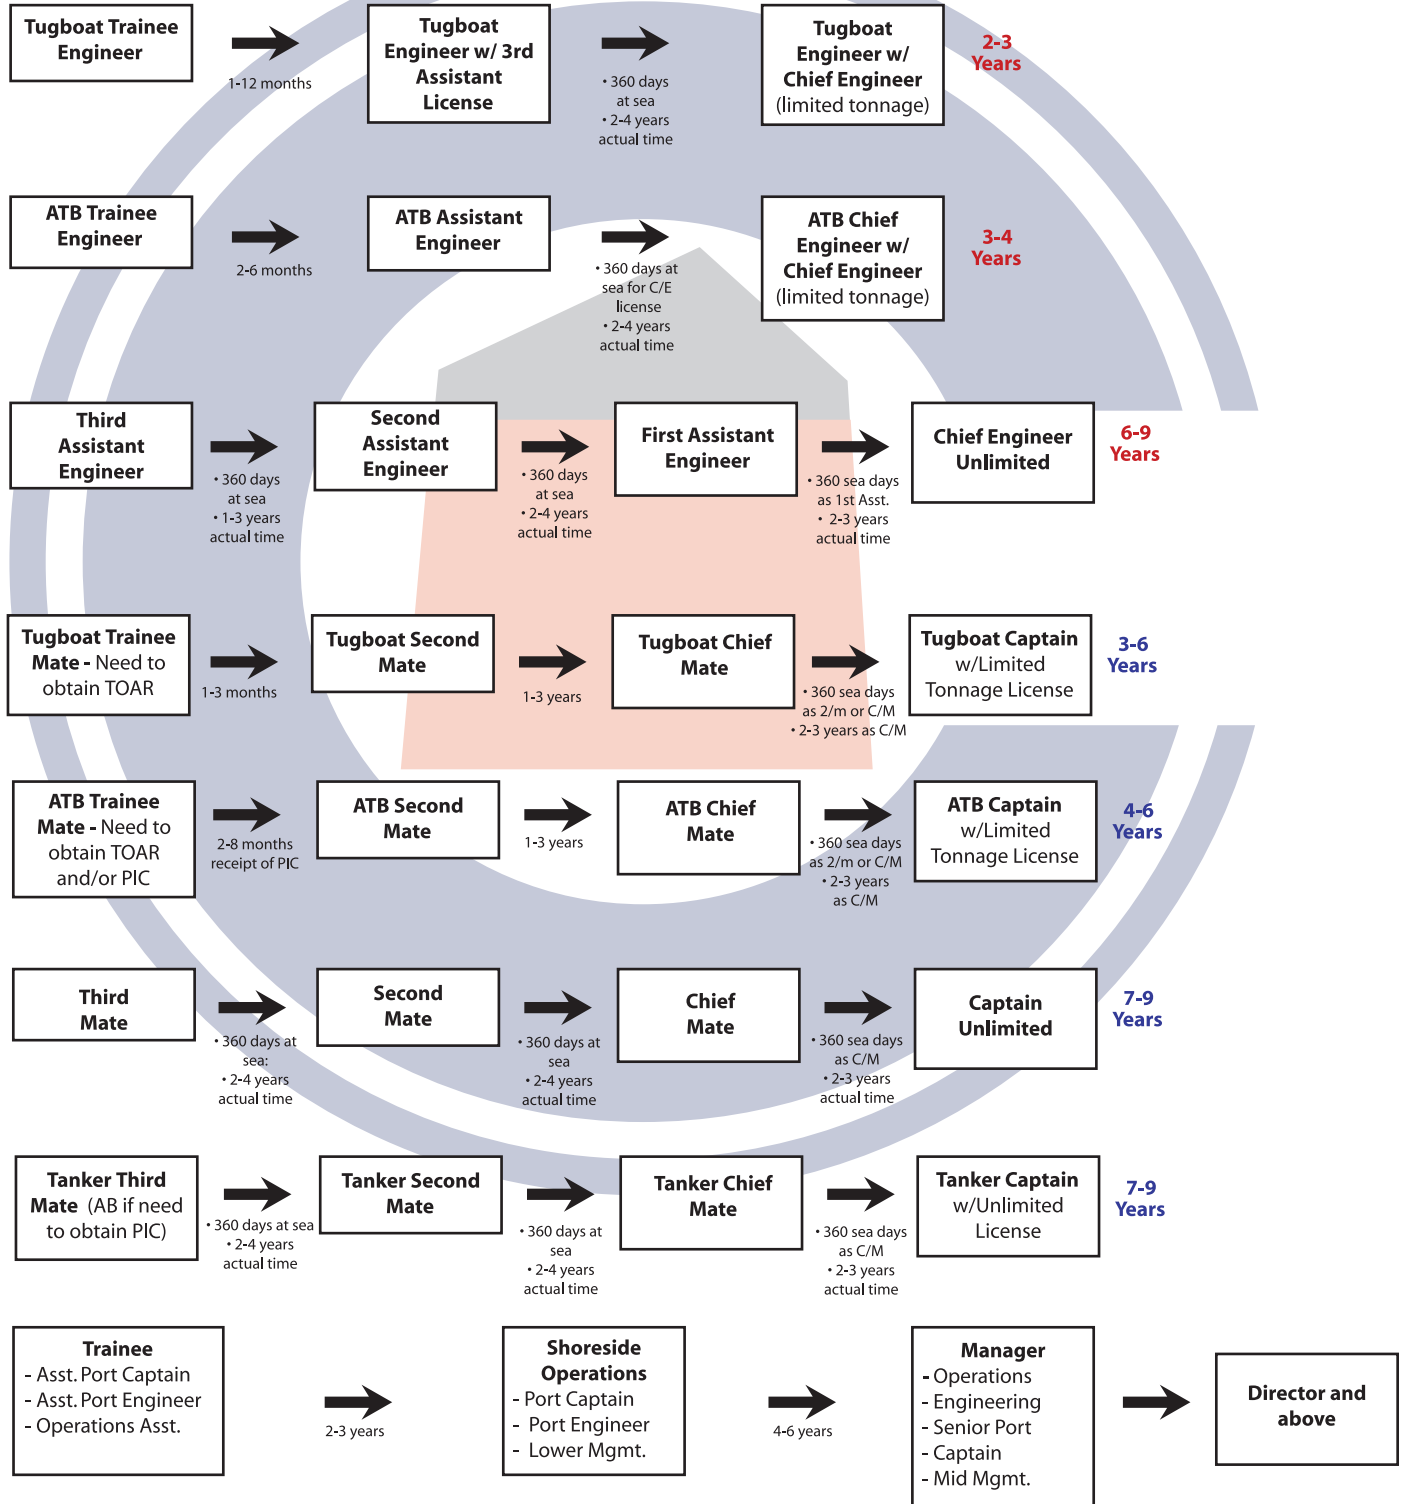 Tugboat Trainee
Engineer
1-12 months
Tugboat
Engineer w/ 3rd
Assistant
License
• 360 days
at sea
• 2-4 years
actual time
Tugboat
Engineer w/
Chief Engineer
(limited tonnage)
2-3
Years
ATB Trainee
Engineer
2-6 months
ATB Assistant
Engineer
• 360 days at
sea for C/E
license
• 2-4 years
actual time
ATB Chief
Engineer w/
Chief Engineer
(limited tonnage)
3-4
Years
Third
Assistant
Engineer
• 360 days
at sea
• 1-3 years
actual time
Second
Assistant
Engineer
• 360 days
at sea
• 2-4 years
actual time
First Assistant
Engineer
• 360 sea days
as 1st Asst.
• 2-3 years
actual time
Chief Engineer
Unlimited
6-9
Years
Tugboat Trainee
Mate - Need to
obtain TOAR
1-3 months
Tugboat Second
Mate
1-3 years
Tugboat Chief
Mate
• 360 sea days
as 2/m or C/M
• 2-3 years as C/M
Tugboat Captain
w/Limited
Tonnage License
3-6
Years
ATB Trainee
Mate - Need to
obtain TOAR
and/or PIC
2-8 months
receipt of PIC
ATB Second
Mate
1-3 years
ATB Chief
Mate
• 360 sea days
as 2/m or C/M
• 2-3 years
as C/M
ATB Captain
w/Limited
Tonnage License
4-6
Years
Third
Mate
• 360 days at
sea:
• 2-4 years
actual time
Second
Mate
• 360 days at
sea
• 2-4 years
actual time
Chief
Mate
• 360 sea days
as C/M
• 2-3 years
actual time
Captain
Unlimited
7-9
Years
Tanker Third
Mate (AB if need
to obtain PIC)
• 360 days at sea
• 2-4 years
actual time
Tanker Second
Mate
• 360 days at
sea
• 2-4 years
actual time
Tanker Chief
Mate
• 360 sea days
as C/M
• 2-3 years
actual time
Tanker Captain
w/Unlimited
License
7-9
Years
Trainee
- Asst. Port Captain
- Asst. Port Engineer
- Operations Asst.
2-3 years
Shoreside
Operations
- Port Captain
- Port Engineer
- Lower Mgmt.
4-6 years
Manager
- Operations
- Engineering
- Senior Port
- Captain
- Mid Mgmt.
Director and
above